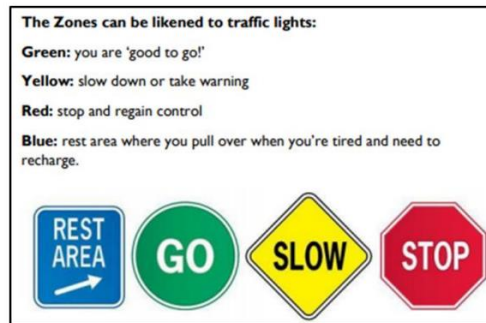 The Zones can be likened to traffic lights:
Green: you are ‘good to go!’
Yellow: slow down or take warning
Red: stop and regain control
Blue: rest area where you pull over when you’re tired and need to
recharge.
REST
AREA
GO
SLOW
STOP